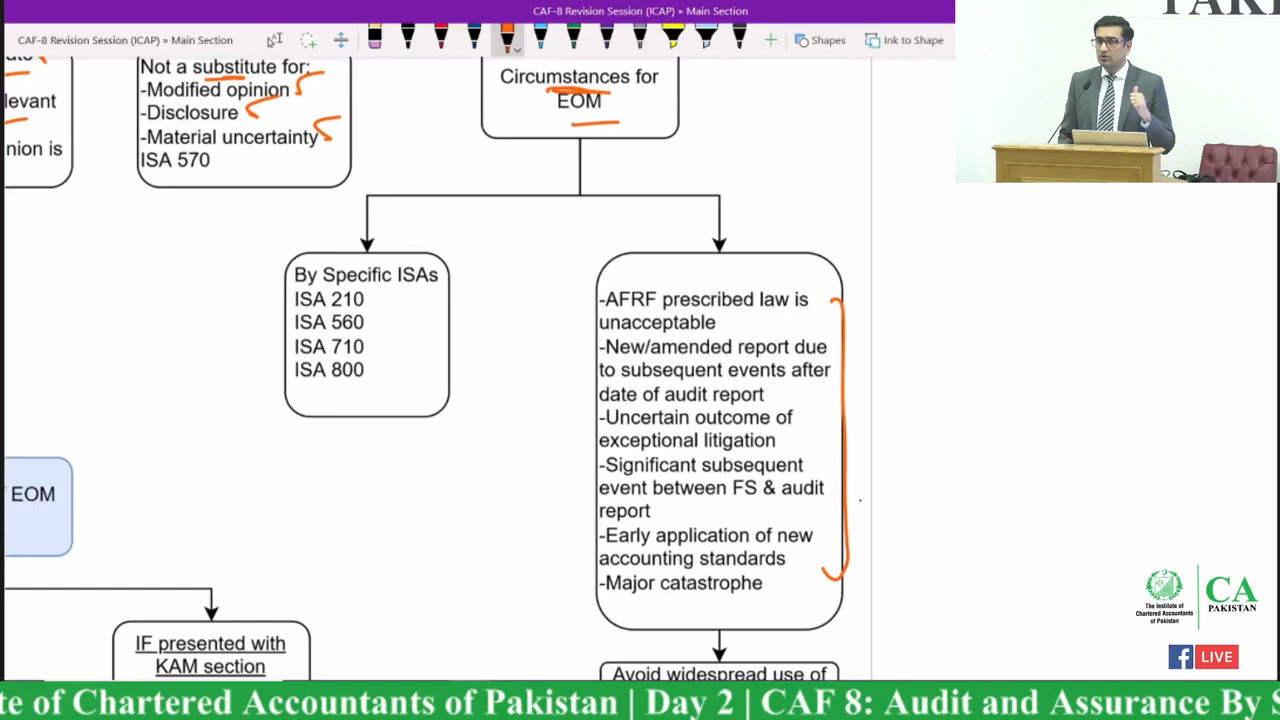 CAF-8 Revision Session (ICAP) » Main Section
CAF-8 Revision Session (ICAP) » Main Section
Shapes
Ink to Shape
levant
nion is
Not a substitute for:
-Modified opinion
-Disclosure
-Material uncertainty
ISA 570
Circumstances for
EOM
By Specific ISAs
ISA 210
ISA 560
ISA 710
ISA 800
-AFRF prescribed law is
unacceptable
-New/amended report due
to subsequent events after
date of audit report
-Uncertain outcome of
exceptional litigation
-Significant subsequent
event between FS & audit
report
-Early application of new
accounting standards
-Major catastrophe
EOM
IF presented with
KAM section
Avoid widespread use of
The Institute of
Chartered Accountants
of Pakistan
CA
PAKISTAN
LIVE
te of Chartered Accountants of Pakistan | Day 2 | CAF 8: Audit and Assurance By S